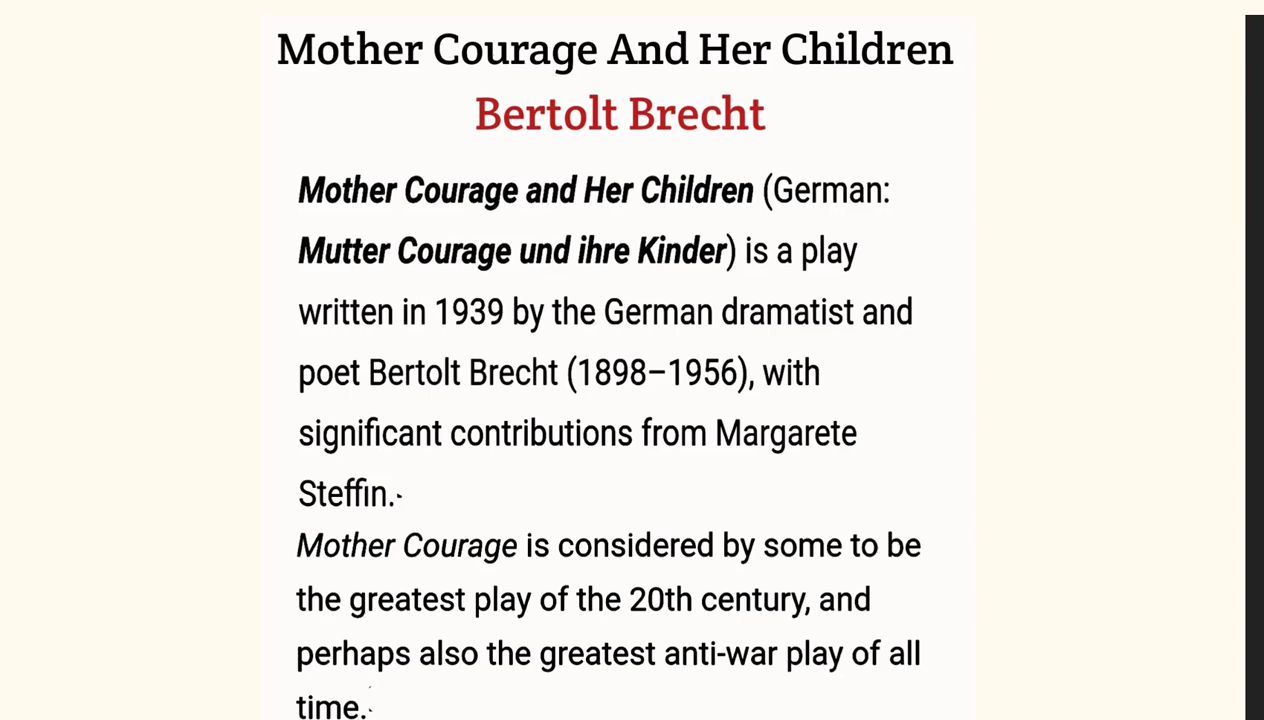 Mother Courage And Her Children
Bertolt Brecht
Mother Courage and Her Children (German:
Mutter Courage und ihre Kinder) is a play
written in 1939 by the German dramatist and
poet Bertolt Brecht (1898–1956), with
significant contributions from Margarete
Steffin.
Mother Courage is considered by some to be
the greatest play of the 20th century, and
perhaps also the greatest anti-war play of all
time.